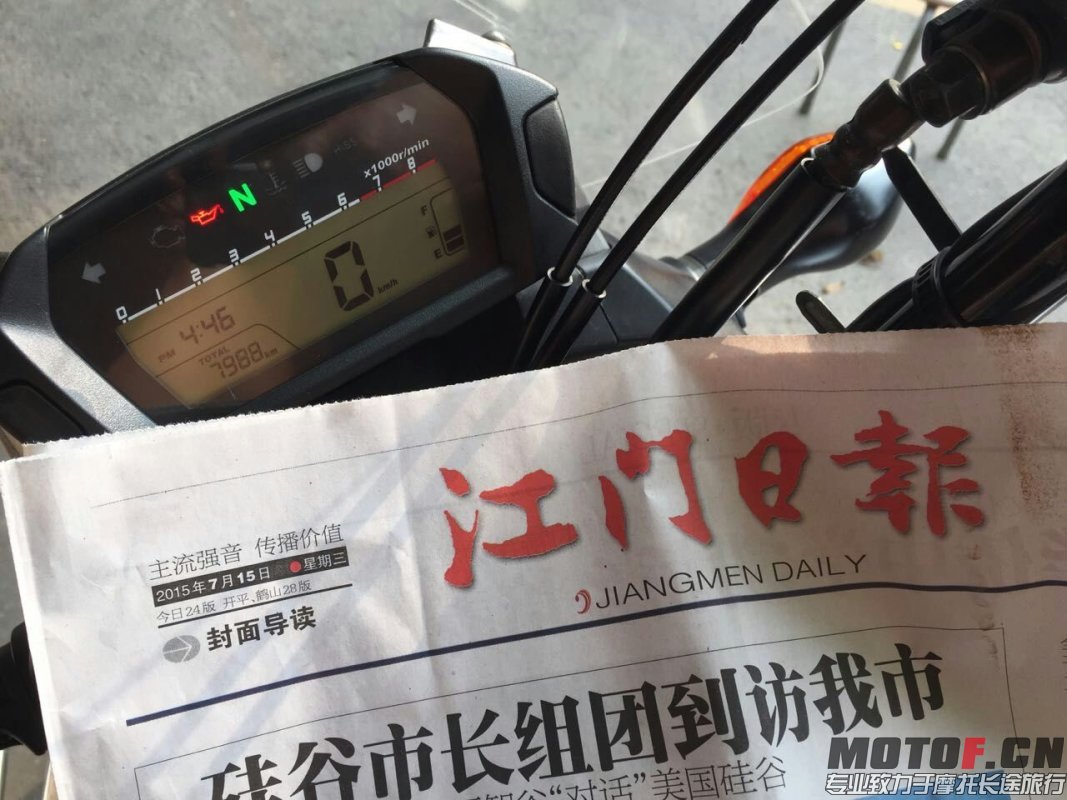 HISS
x1000r/min
N
0 1 2 3 4 5 6 7 8
F
E
0 km/h
PM 4:46
TOTAL
7988 km
江门日報
JIANGMEN DAILY
主流强音 传播价值
2015年7月15日 星期三
今日24版 开平、鹤山28版
封面导读
硅谷市长组团到访我市
“对话”美国硅谷
MOTOF.CN
专业致力于摩托长途旅行